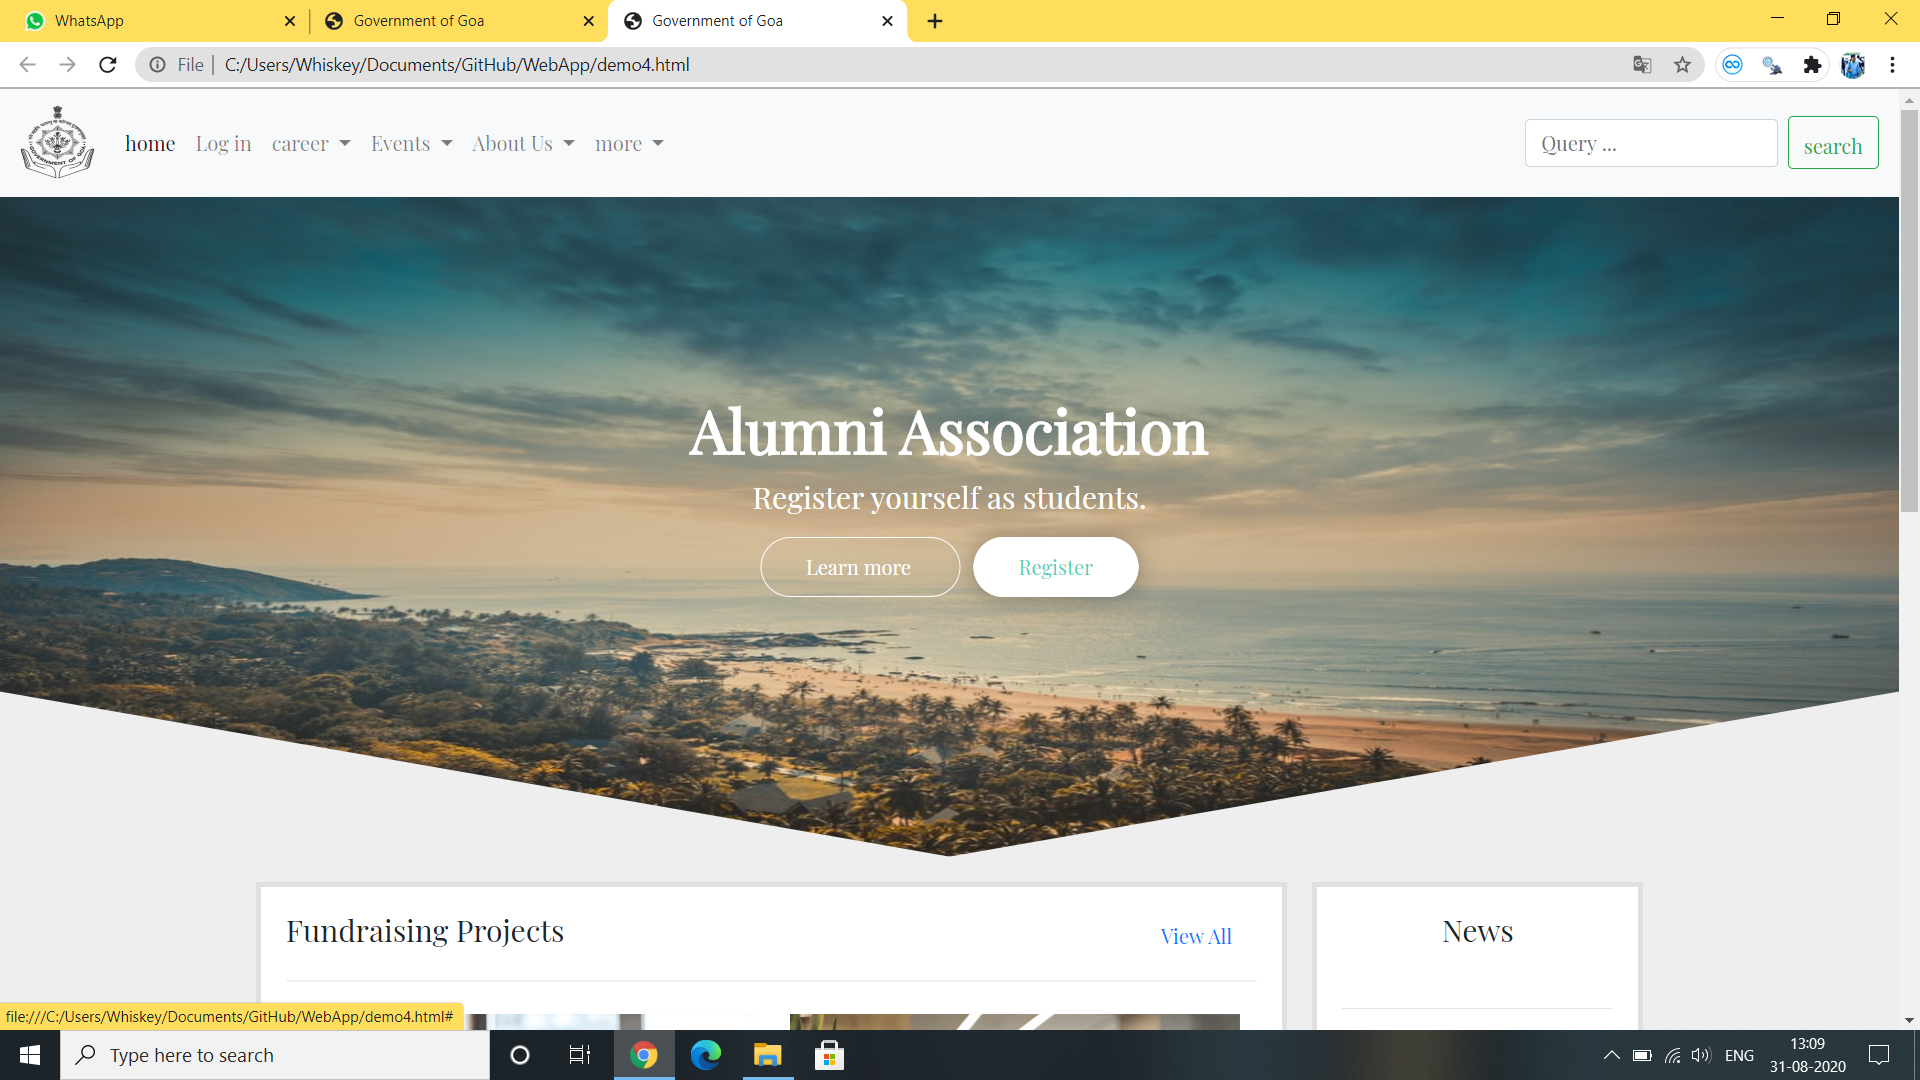 WhatsApp
Government of Goa
Government of Goa
File
C:/Users/Whiskey/Documents/GitHub/WebApp/demo4.html
GOVERNMENT OF GOA
home
Log in
career
Events
About Us
more
Query ...
search
Alumni Association
Register yourself as students.
Learn more
Register
Fundraising Projects
View All
News
file:///C:/Users/Whiskey/Documents/GitHub/WebApp/demo4.html#
Type here to search
ENG
13:09
31-08-2020